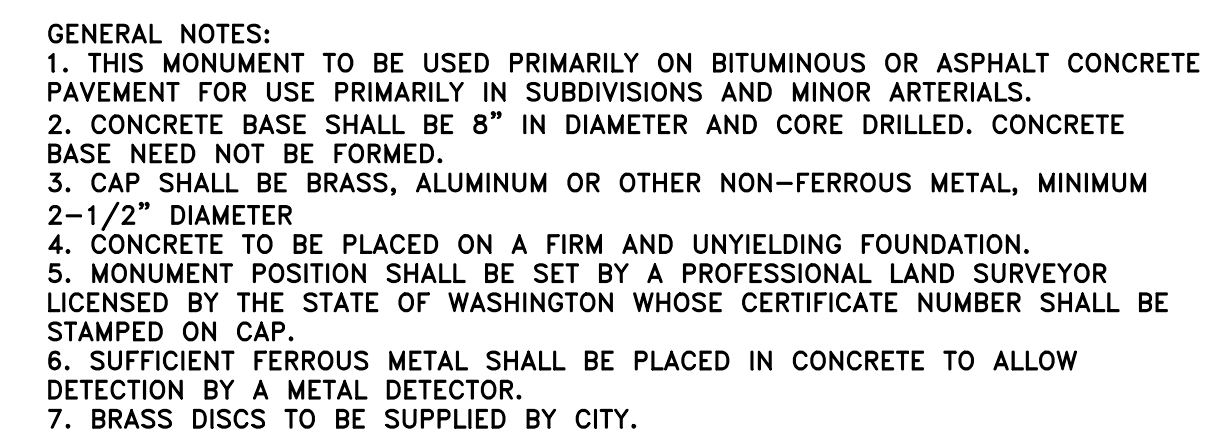 GENERAL NOTES:
1. THIS MONUMENT TO BE USED PRIMARILY ON BITUMINOUS OR ASPHALT CONCRETE
PAVEMENT FOR USE PRIMARILY IN SUBDIVISIONS AND MINOR ARTERIALS.
2. CONCRETE BASE SHALL BE 8” IN DIAMETER AND CORE DRILLED. CONCRETE
BASE NEED NOT BE FORMED.
3. CAP SHALL BE BRASS, ALUMINUM OR OTHER NON–FERROUS METAL, MINIMUM
2–1/2” DIAMETER
4. CONCRETE TO BE PLACED ON A FIRM AND UNYIELDING FOUNDATION.
5. MONUMENT POSITION SHALL BE SET BY A PROFESSIONAL LAND SURVEYOR
LICENSED BY THE STATE OF WASHINGTON WHOSE CERTIFICATE NUMBER SHALL BE
STAMPED ON CAP.
6. SUFFICIENT FERROUS METAL SHALL BE PLACED IN CONCRETE TO ALLOW
DETECTION BY A METAL DETECTOR.
7. BRASS DISCS TO BE SUPPLIED BY CITY.